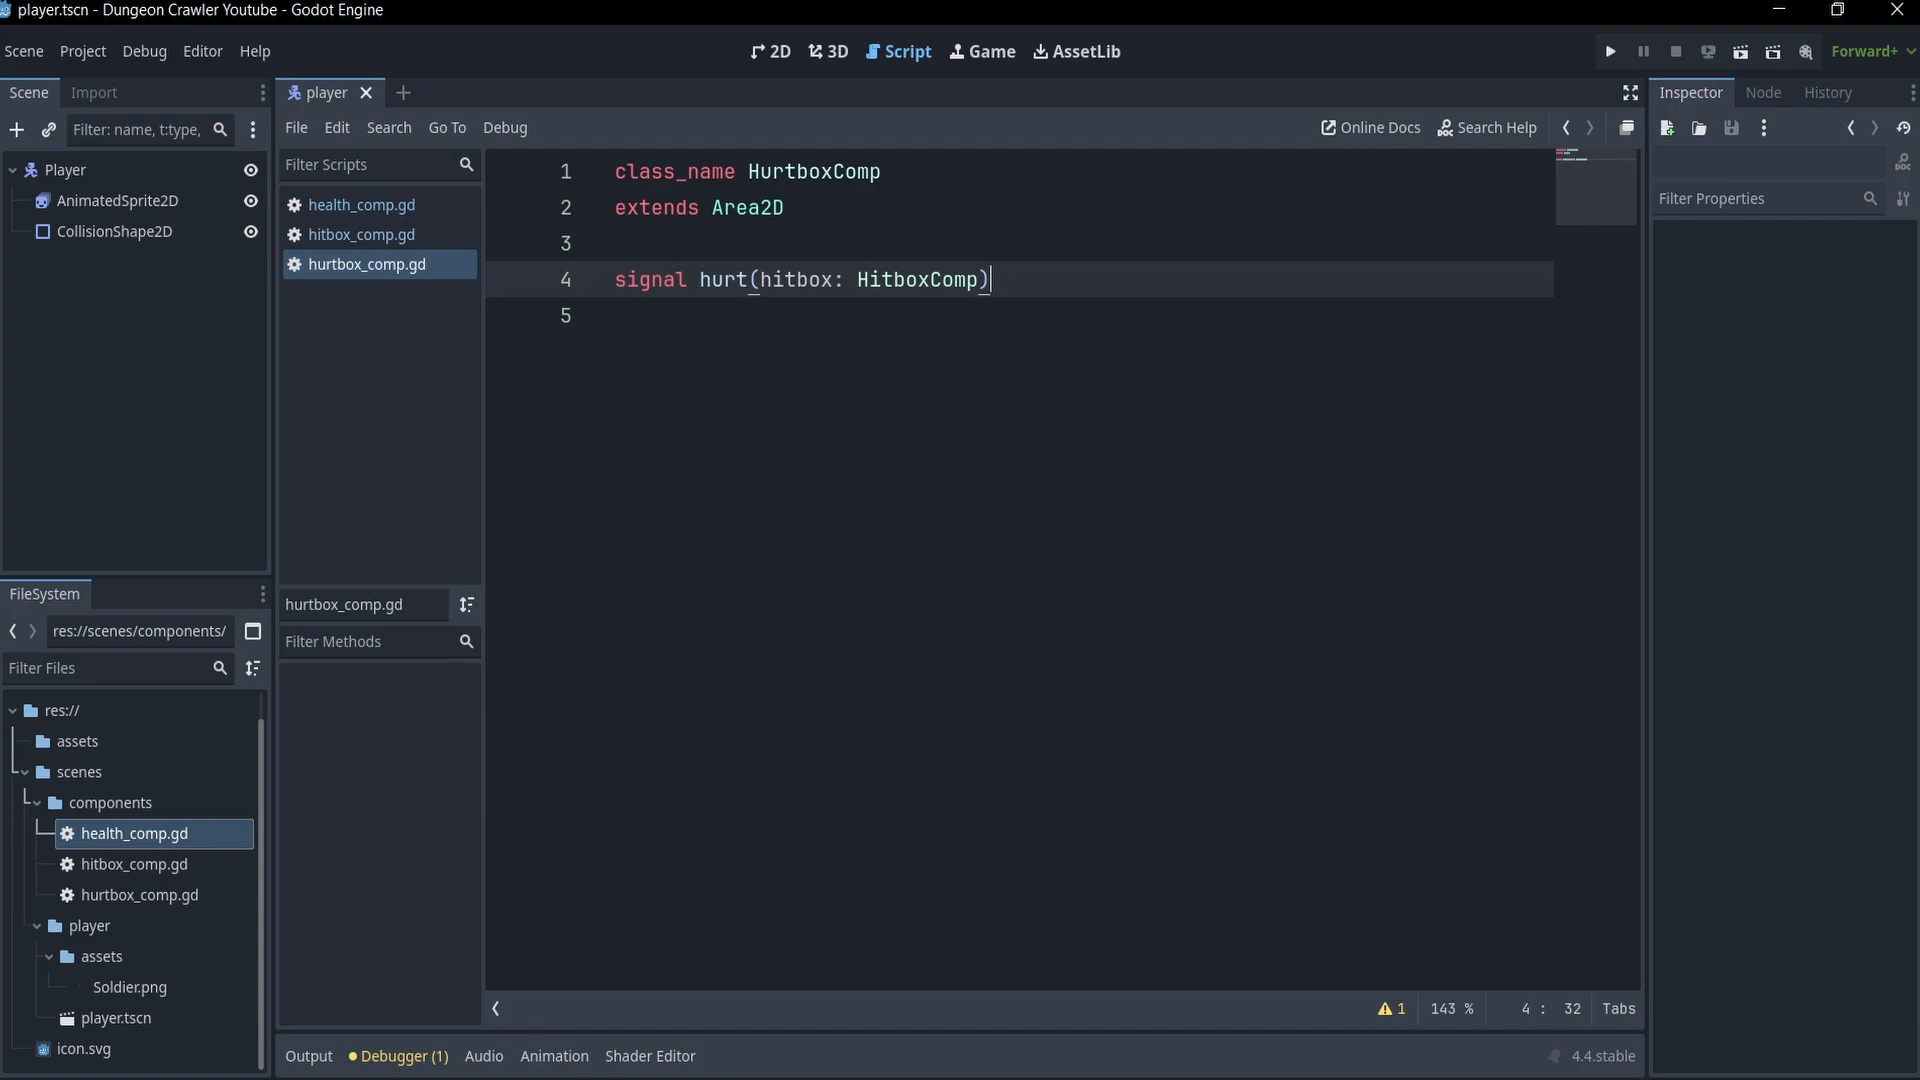 player.tscn - Dungeon Crawler Youtube - Godot Engine
Scene Project Debug Editor Help
2D 3D Script Game AssetLib
Forward+
Scene Import
Filter: name, t:type,
Player
AnimatedSprite2D
CollisionShape2D
FileSystem
res://scenes/components/
Filter Files
res://
assets
scenes
components
health_comp.gd
hitbox_comp.gd
hurtbox_comp.gd
player
assets
Soldier.png
player.tscn
icon.svg
player
File Edit Search Go To Debug
Online Docs Search Help
Filter Scripts
health_comp.gd
hitbox_comp.gd
hurtbox_comp.gd
hurtbox_comp.gd
Filter Methods
1 class_name HurtboxComp
2 extends Area2D
3
4 signal hurt(hitbox: HitboxComp)
5
1 143 % 4 : 32 Tabs
Output Debugger (1) Audio Animation Shader Editor
4.4.stable
Inspector Node History
DOC
Filter Properties